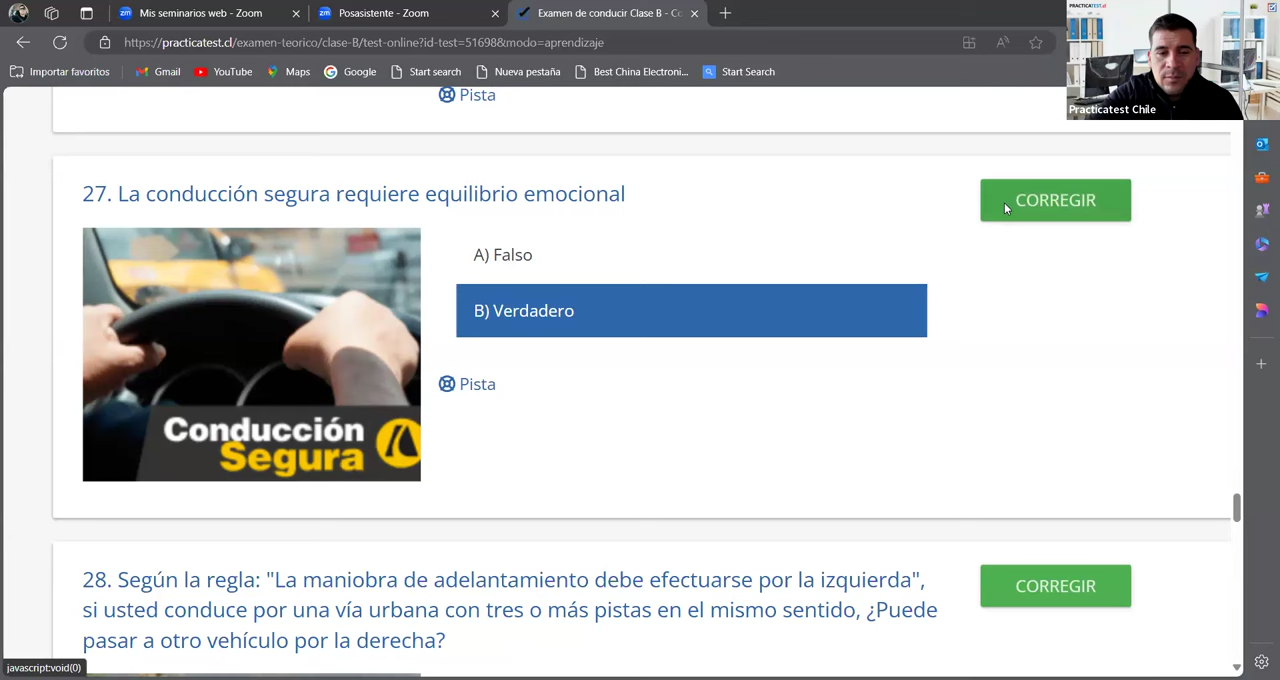 Mis seminarios web - Zoom
Posasistente - Zoom
Examen de conducir Clase B - Co
PRACTICATEST.cl
https://practicatest.cl/examen-teorico/clase-B/test-online?id-test=51698&modo=aprendizaje
Importar favoritos
Gmail
YouTube
Maps
Google
Start search
Nueva pestaña
Best China Electroni...
Start Search
Practicatest Chile
Pista
27. La conducción segura requiere equilibrio emocional
CORREGIR
A) Falso
B) Verdadero
Pista
Conducción
Segura
28. Según la regla: "La maniobra de adelantamiento debe efectuarse por la izquierda",
si usted conduce por una vía urbana con tres o más pistas en el mismo sentido, ¿Puede
pasar a otro vehículo por la derecha?
CORREGIR
javascript:void(0)